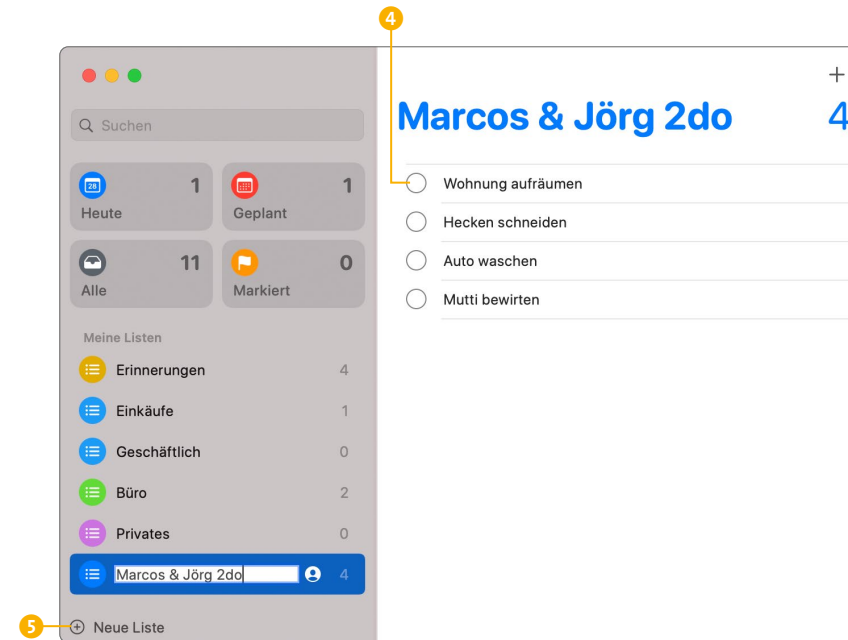 4
Suchen
+
Marcos & Jörg 2do 4
28 1 1
Heute Geplant
11 0
Alle Markiert
Meine Listen
Erinnerungen 4
Einkäufe 1
Geschäftlich 0
Büro 2
Privates 0
Marcos & Jörg 2do 4
5 Neue Liste
Wohnung aufräumen
Hecken schneiden
Auto waschen
Mutti bewirten